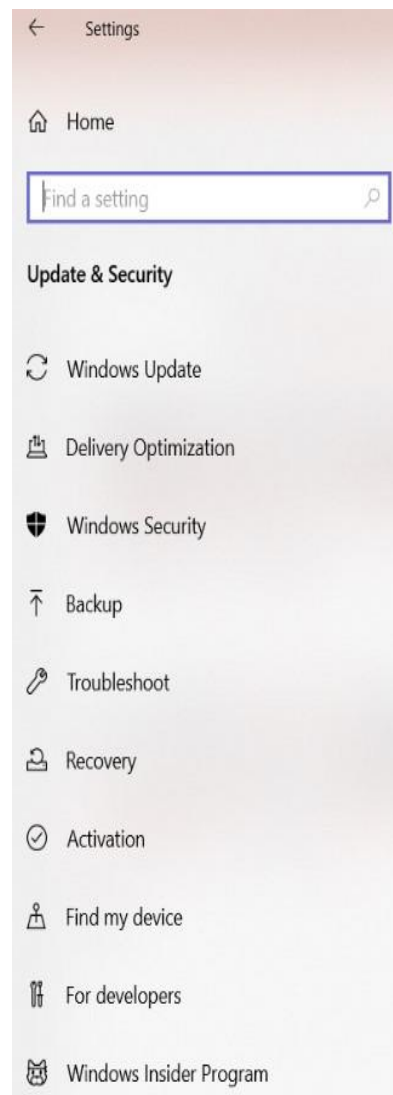 Settings
Home
Find a setting
Update & Security
Windows Update
Delivery Optimization
Windows Security
Backup
Troubleshoot
Recovery
Activation
Find my device
For developers
Windows Insider Program